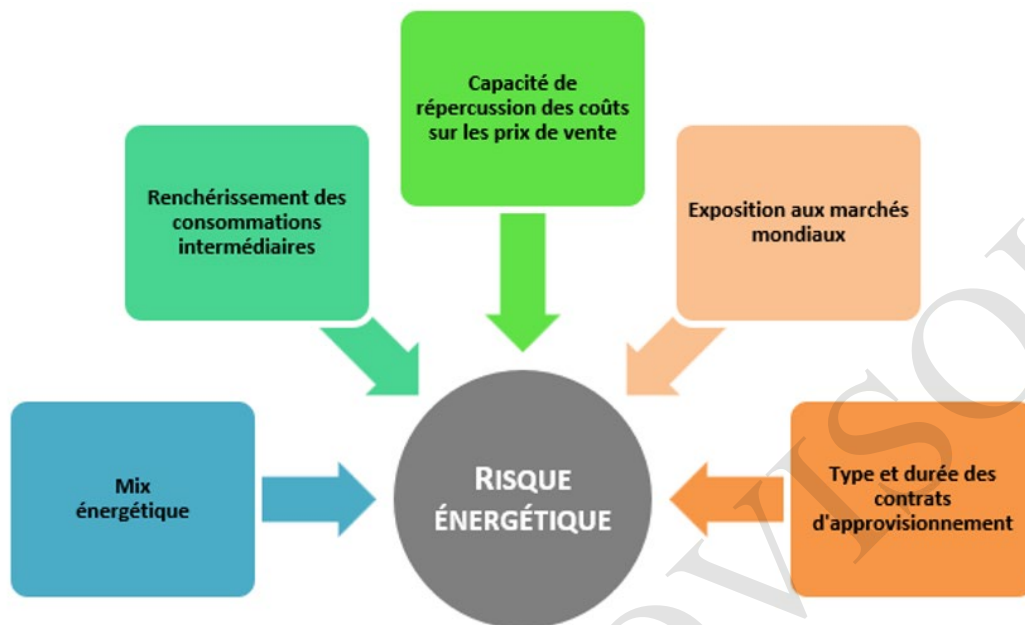 Capacité de
répercussion des coûts
sur les prix de vente
Renchérissement des
consommations
intermédiaires
Exposition aux marchés
mondiaux
Mix
énergétique
RISQUE
ÉNERGÉTIQUE
Type et durée des
contrats
d'approvisionnement